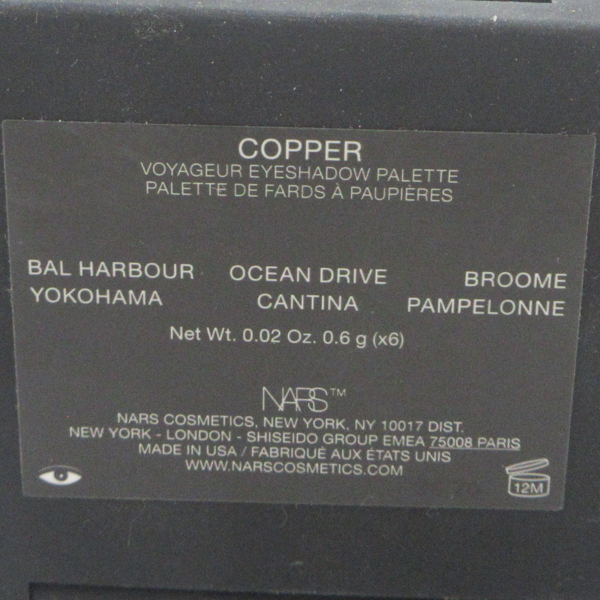 COPPER
VOYAGEUR EYESHADOW PALETTE
PALETTE DE FARDS À PAUPIÈRES
BAL HARBOUR OCEAN DRIVE BROOME
YOKOHAMA CANTINA PAMPELONNE
Net Wt. 0.02 Oz. 0.6 g (x6)
NARS™
NARS COSMETICS, NEW YORK, NY 10017 DIST.
NEW YORK - LONDON - SHISEIDO GROUP EMEA 75008 PARIS
MADE IN USA / FABRIQUÉ AUX ÉTATS UNIS
WWW.NARSCOSMETICS.COM
12M